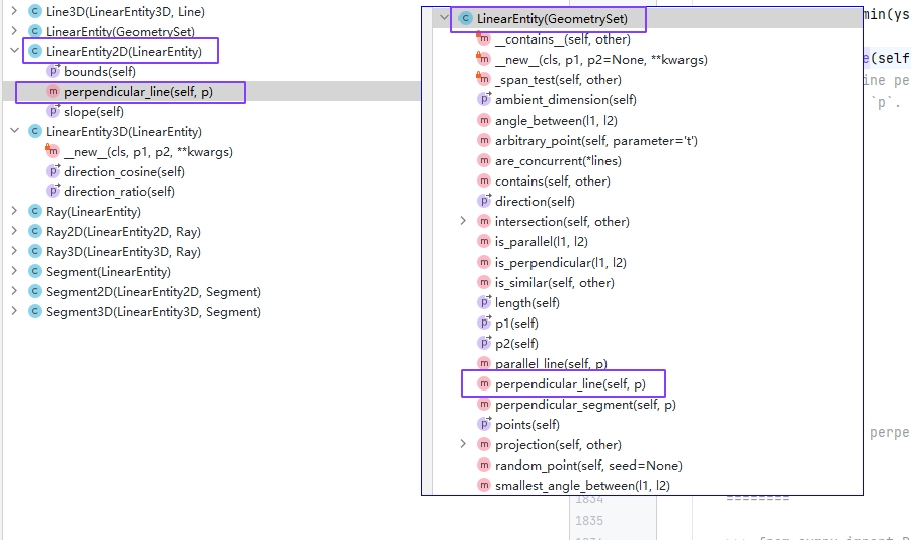 Line3D(LinearEntity3D, Line)
LinearEntity(GeometrySet)
LinearEntity2D(LinearEntity)
bounds(self)
perpendicular_line(self, p)
slope(self)
LinearEntity3D(LinearEntity)
__new__(cls, p1, p2, **kwargs)
direction_cosine(self)
direction_ratio(self)
Ray(LinearEntity)
Ray2D(LinearEntity2D, Ray)
Ray3D(LinearEntity3D, Ray)
Segment(LinearEntity)
Segment2D(LinearEntity2D, Segment)
Segment3D(LinearEntity3D, Segment)
LinearEntity(GeometrySet)
__contains__(self, other)
__new__(cls, p1, p2=None, **kwargs)
_span_test(self, other)
ambient_dimension(self)
angle_between(l1, l2)
arbitrary_point(self, parameter='t')
are_concurrent(*lines)
contains(self, other)
direction(self)
intersection(self, other)
is_parallel(l1, l2)
is_perpendicular(l1, l2)
is_similar(self, other)
length(self)
p1(self)
p2(self)
parallel_line(self, p)
perpendicular_line(self, p)
perpendicular_segment(self, p)
points(self)
projection(self, other)
random_point(self, seed=None)
smallest_angle_between(l1, l2)
min(ys
(self
ine pe
`p`.
perpe
1834
========
1835